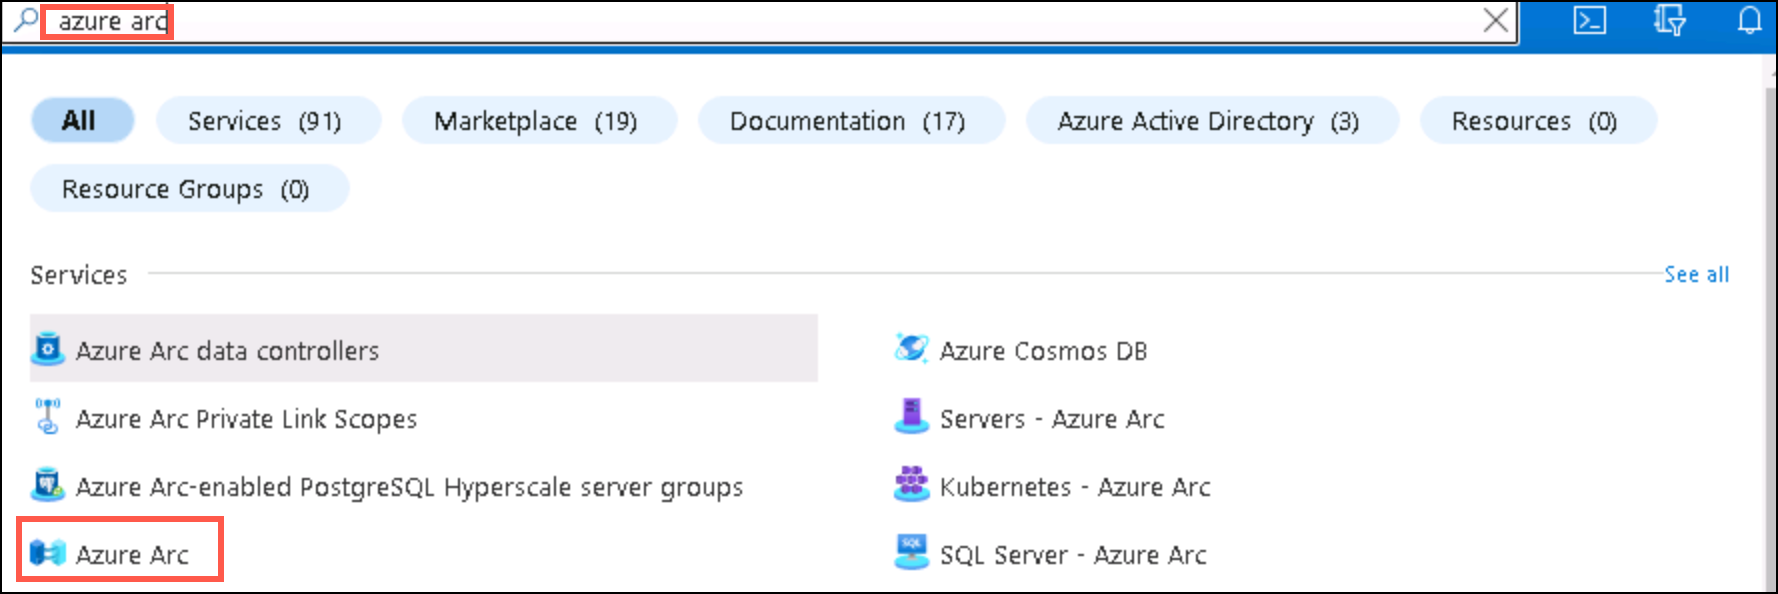 azure arc
All Services (91) Marketplace (19) Documentation (17) Azure Active Directory (3) Resources (0)
Resource Groups (0)
Services See all
Azure Arc data controllers
Azure Cosmos DB
Azure Arc Private Link Scopes
Servers - Azure Arc
Azure Arc-enabled PostgreSQL Hyperscale server groups
Kubernetes - Azure Arc
Azure Arc
SQL
SQL Server - Azure Arc